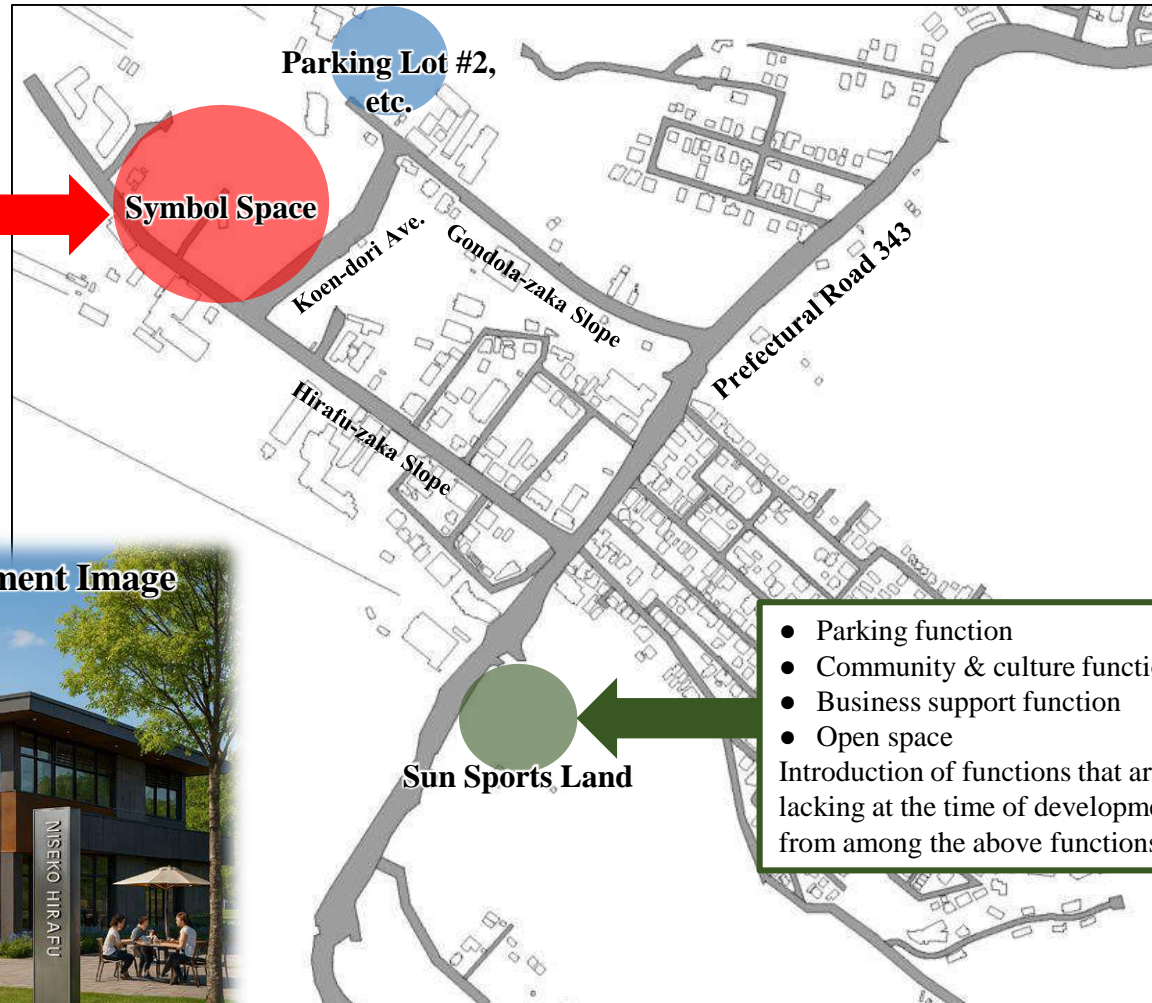 Parking Lot #2,
etc.
Symbol Space
Koen-dori Ave.
Gondola-zaka Slope
Prefectural Road 343
Hirafu-zaka Slope
ment Image
NISEKO HIRAFU
Sun Sports Land
● Parking function
● Community & culture functi
● Business support function
● Open space
Introduction of functions that ar
lacking at the time of developme
from among the above functions